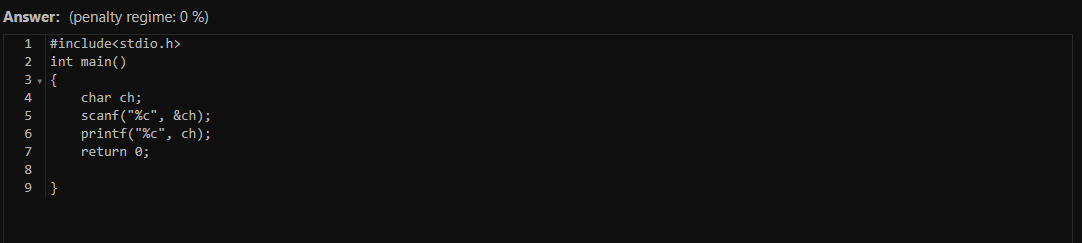 Answer: (penalty regime: 0 %)
1 #include<stdio.h>
2 int main()
3 {
4     char ch;
5     scanf("%c", &ch);
6     printf("%c", ch);
7     return 0;
8
9 }